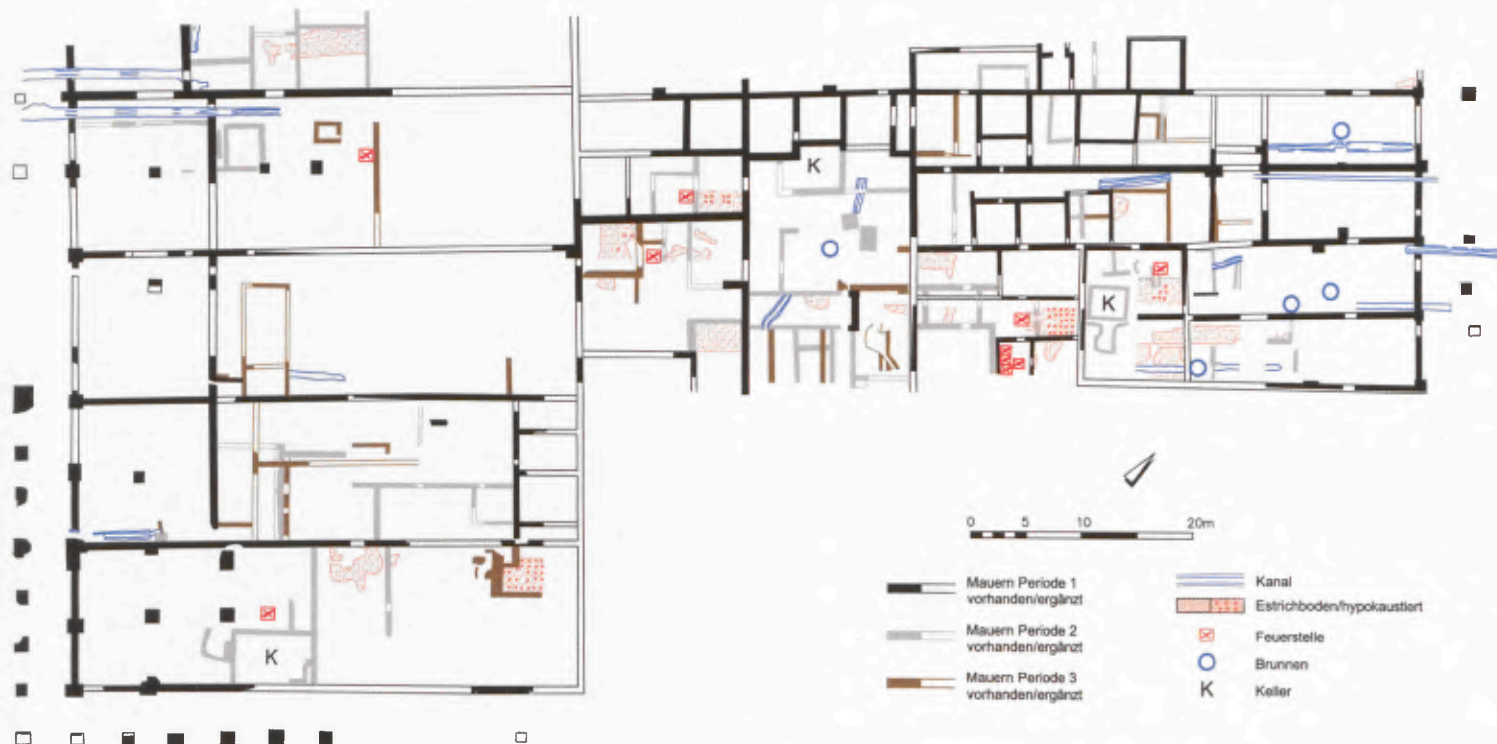 K
K
K
K
0 5 10 20m
Mauern Periode 1
vorhanden/ergänzt
Mauern Periode 2
vorhanden/ergänzt
Mauern Periode 3
vorhanden/ergänzt
Kanal
Estrichboden/hypokaustiert
Feuerstelle
Brunnen
K Keller